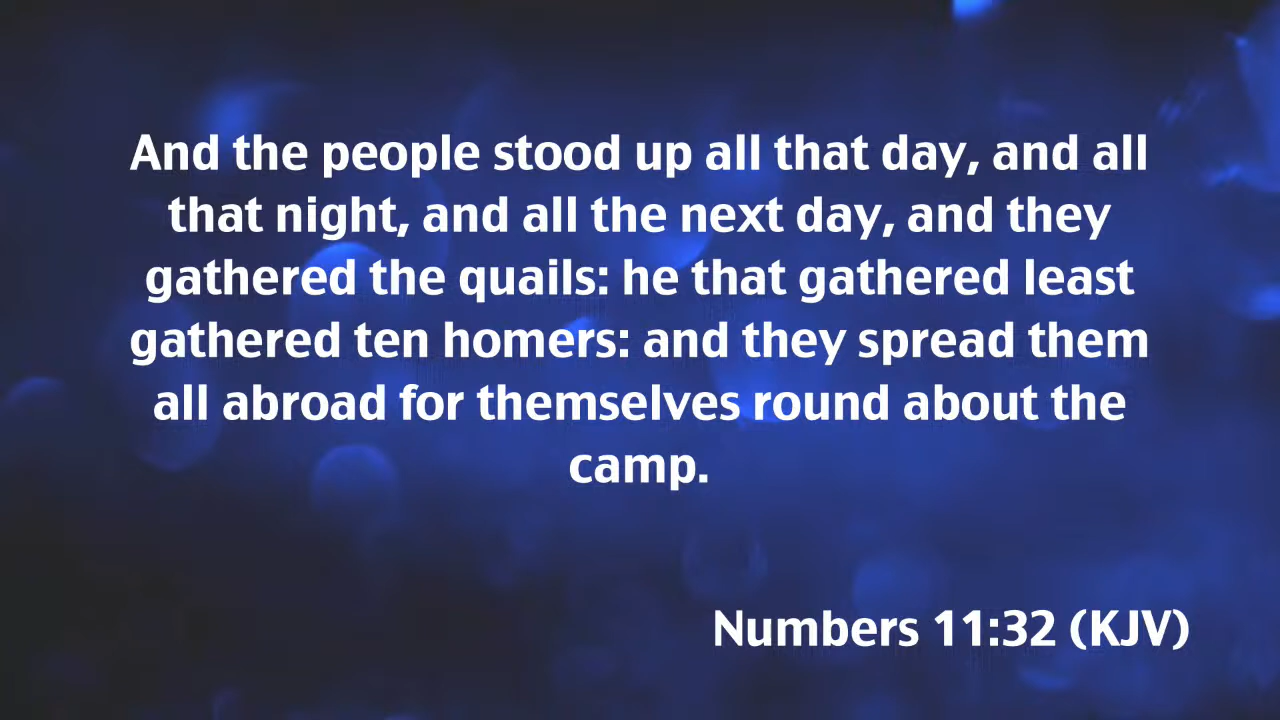 And the people stood up all that day, and all
that night, and all the next day, and they
gathered the quails: he that gathered least
gathered ten homers: and they spread them
all abroad for themselves round about the
camp.
Numbers 11:32 (KJV)